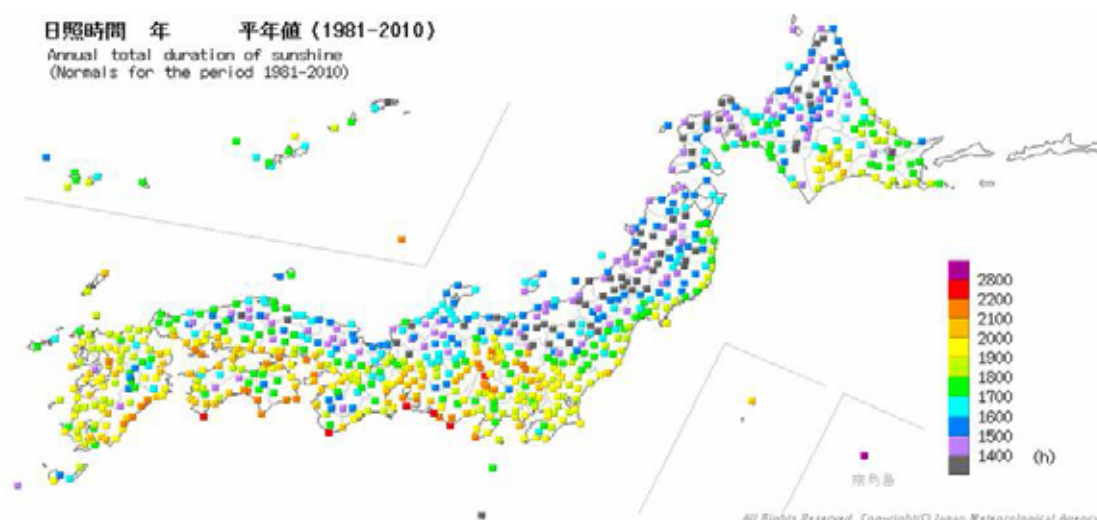 日照時間 年 平年値 (1981-2010)
Annual total duration of sunshine
(Normals for the period 1981-2010)
2800
2200
2100
2000
1900
1800
1700
1600
1500
1400 (h)
南鳥島
All Rights Reserved. Copyright(C) Japan Meteorological Agency